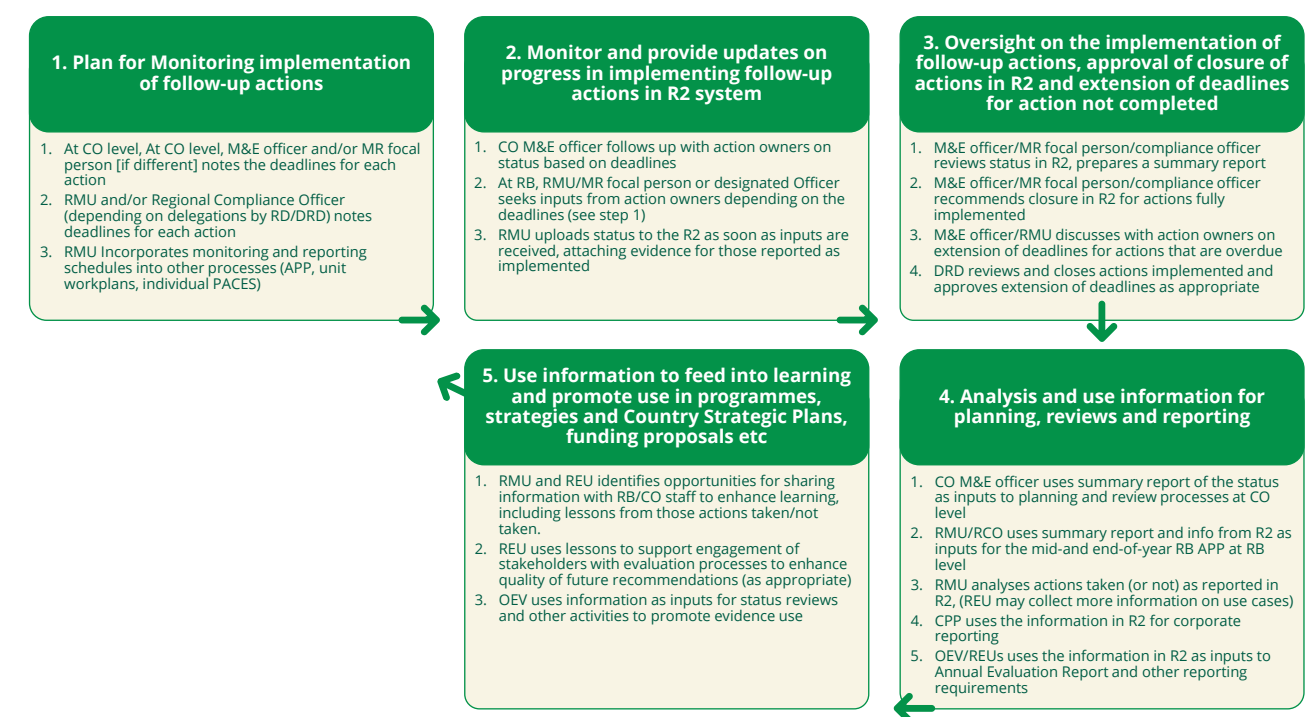 1. Plan for Monitoring implementation
of follow-up actions
1. At CO level, At CO level, M&E officer and/or MR focal
person [if different] notes the deadlines for each
action
2. RMU and/or Regional Compliance Officer
(depending on delegations by RD/DRD) notes
deadlines for each action
3. RMU Incorporates monitoring and reporting
schedules into other processes (APP, unit
workplans, individual PACES)
2. Monitor and provide updates on
progress in implementing follow-up
actions in R2 system
1. CO M&E officer follows up with action owners on
status based on deadlines
2. At RB, RMU/MR focal person or designated Officer
seeks inputs from action owners depending on the
deadlines (see step 1)
3. RMU uploads status to the R2 as soon as inputs are
received, attaching evidence for those reported as
implemented
3. Oversight on the implementation of
follow-up actions, approval of closure of
actions in R2 and extension of deadlines
for action not completed
1. M&E officer/MR focal person/compliance officer
reviews status in R2, prepares a summary report
2. M&E officer/MR focal person/compliance officer
recommends closure in R2 for actions fully
implemented
3. M&E officer/RMU discusses with action owners on
extension of deadlines for actions that are overdue
4. DRD reviews and closes actions implemented and
approves extension of deadlines as appropriate
4. Analysis and use information for
planning, reviews and reporting
1. CO M&E officer uses summary report of the status
as inputs to planning and review processes at CO
level
2. RMU/RCO uses summary report and info from R2 as
inputs for the mid-and end-of-year RB APP at RB
level
3. RMU analyses actions taken (or not) as reported in
R2, (REU may collect more information on use cases)
4. CPP uses the information in R2 for corporate
reporting
5. OEV/REUs uses the information in R2 as inputs to
Annual Evaluation Report and other reporting
requirements
5. Use information to feed into learning
and promote use in programmes,
strategies and Country Strategic Plans,
funding proposals etc
1. RMU and REU identifies opportunities for sharing
information with RB/CO staff to enhance learning,
including lessons from those actions taken/not
taken.
2. REU uses lessons to support engagement of
stakeholders with evaluation processes to enhance
quality of future recommendations (as appropriate)
3. OEV uses information as inputs for status reviews
and other activities to promote evidence use